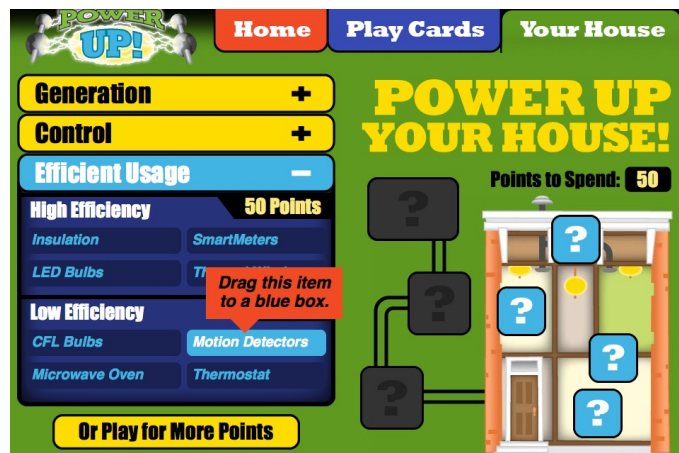 POWER
UP!
Home
Play Cards
Your House
Generation +
Control +
Efficient Usage –
High Efficiency
50 Points
Insulation
SmartMeters
LED Bulbs
Drag this item
to a blue box.
Low Efficiency
CFL Bulbs
Motion Detectors
Microwave Oven
Thermostat
Or Play for More Points
POWER UP
YOUR HOUSE!
Points to Spend: 50
?
?
?
?
?
?
?